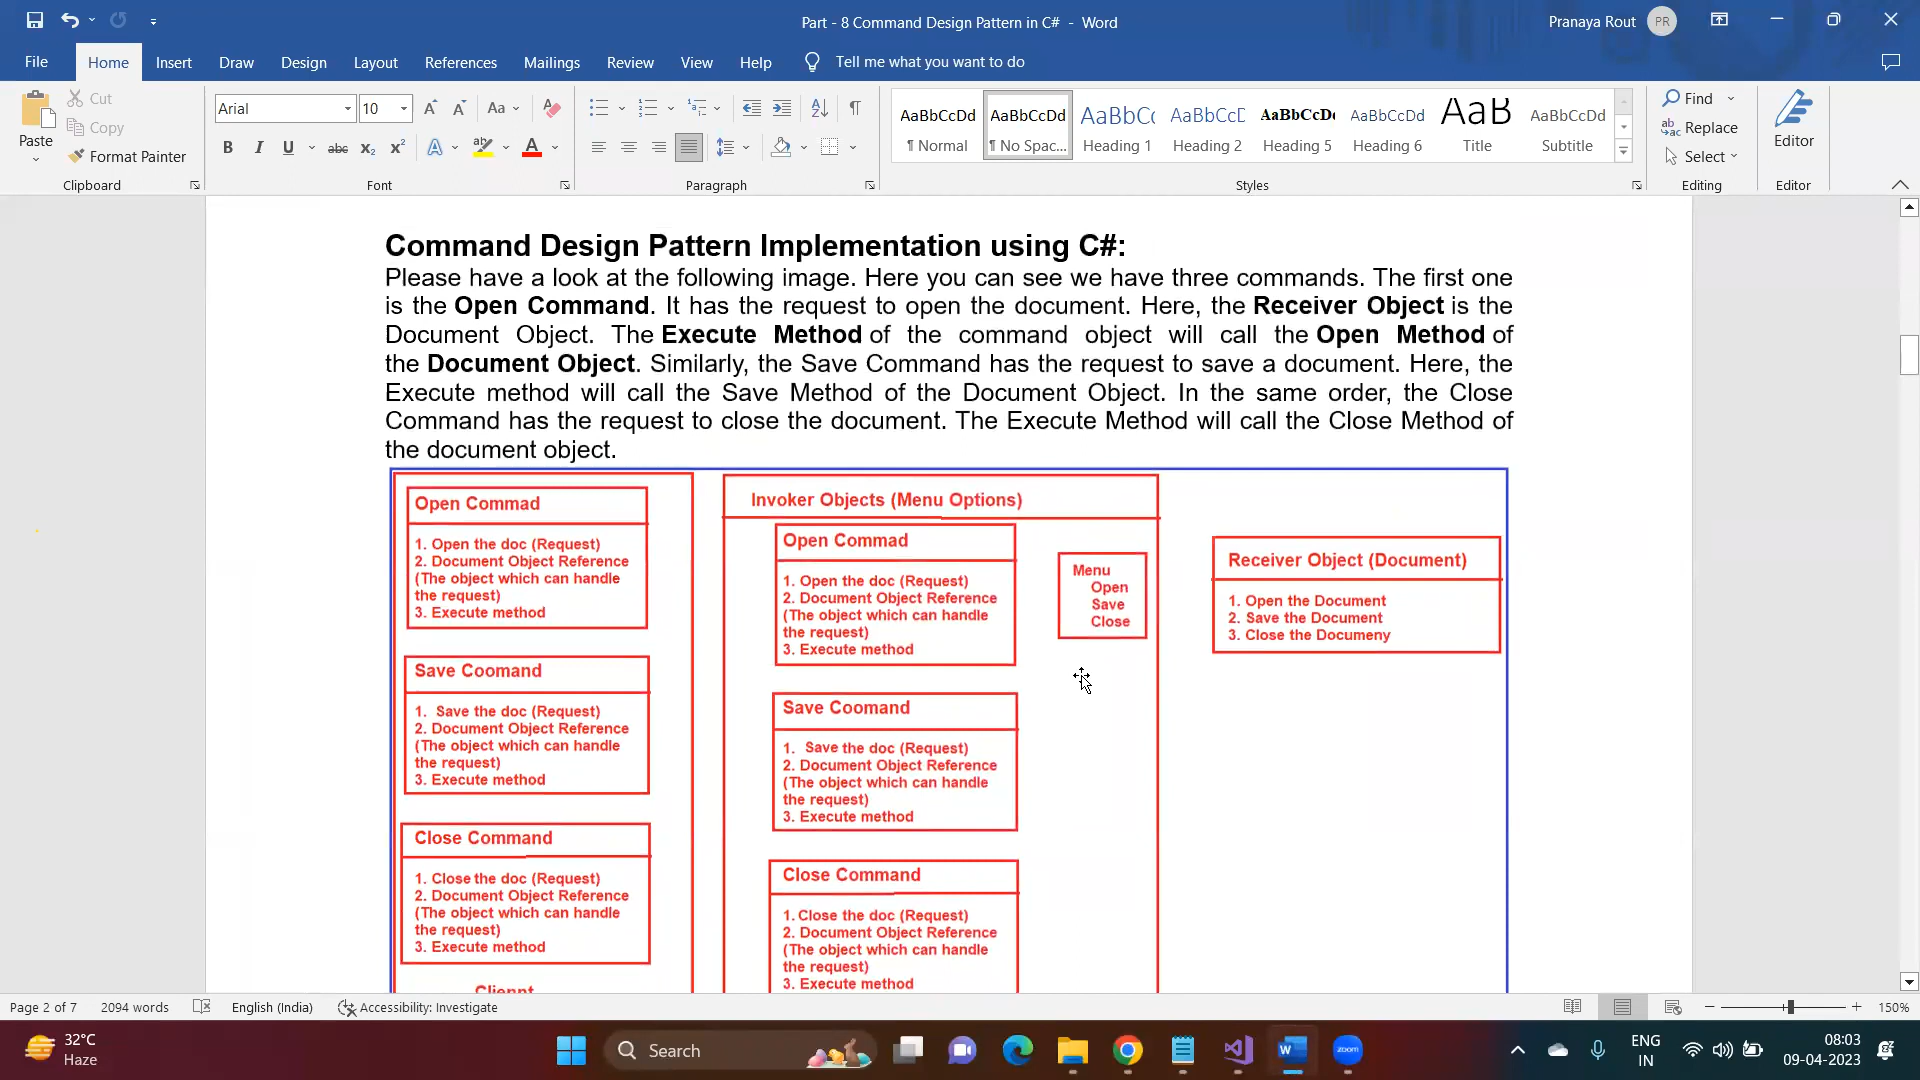 Part - 8 Command Design Pattern in C# - Word
Pranaya Rout
PR
File
Home
Insert
Draw
Design
Layout
References
Mailings
Review
View
Help
Tell me what you want to do
Paste
Cut
Copy
Format Painter
Clipboard
Arial
10
Font
Paragraph
AaBbCcDd
¶ Normal
AaBbCcDd
¶ No Spac...
AaBbCc
Heading 1
AaBbCcD
Heading 2
AaBbCcDc
Heading 5
AaBbCcDd
Heading 6
AaB
Title
AaBbCcDd
Subtitle
Styles
Find
Replace
Select
Editing
Editor
Editor
Command Design Pattern Implementation using C#:
Please have a look at the following image. Here you can see we have three commands. The first one
is the Open Command. It has the request to open the document. Here, the Receiver Object is the
Document Object. The Execute Method of the command object will call the Open Method of
the Document Object. Similarly, the Save Command has the request to save a document. Here, the
Execute method will call the Save Method of the Document Object. In the same order, the Close
Command has the request to close the document. The Execute Method will call the Close Method of
the document object.
Open Commad
1. Open the doc (Request)
2. Document Object Reference
(The object which can handle
the request)
3. Execute method
Save Coomand
1. Save the doc (Request)
2. Document Object Reference
(The object which can handle
the request)
3. Execute method
Close Command
1. Close the doc (Request)
2. Document Object Reference
(The object which can handle
the request)
3. Execute method
Clienpt
Invoker Objects (Menu Options)
Open Commad
1. Open the doc (Request)
2. Document Object Reference
(The object which can handle
the request)
3. Execute method
Save Coomand
1. Save the doc (Request)
2. Document Object Reference
(The object which can handle
the request)
3. Execute method
Close Command
1. Close the doc (Request)
2. Document Object Reference
(The object which can handle
the request)
3. Execute method
Menu
Open
Save
Close
Receiver Object (Document)
1. Open the Document
2. Save the Document
3. Close the Documeny
Page 2 of 7
2094 words
English (India)
Accessibility: Investigate
150%
32°C
Haze
Search
zoom
ENG
IN
08:03
09-04-2023